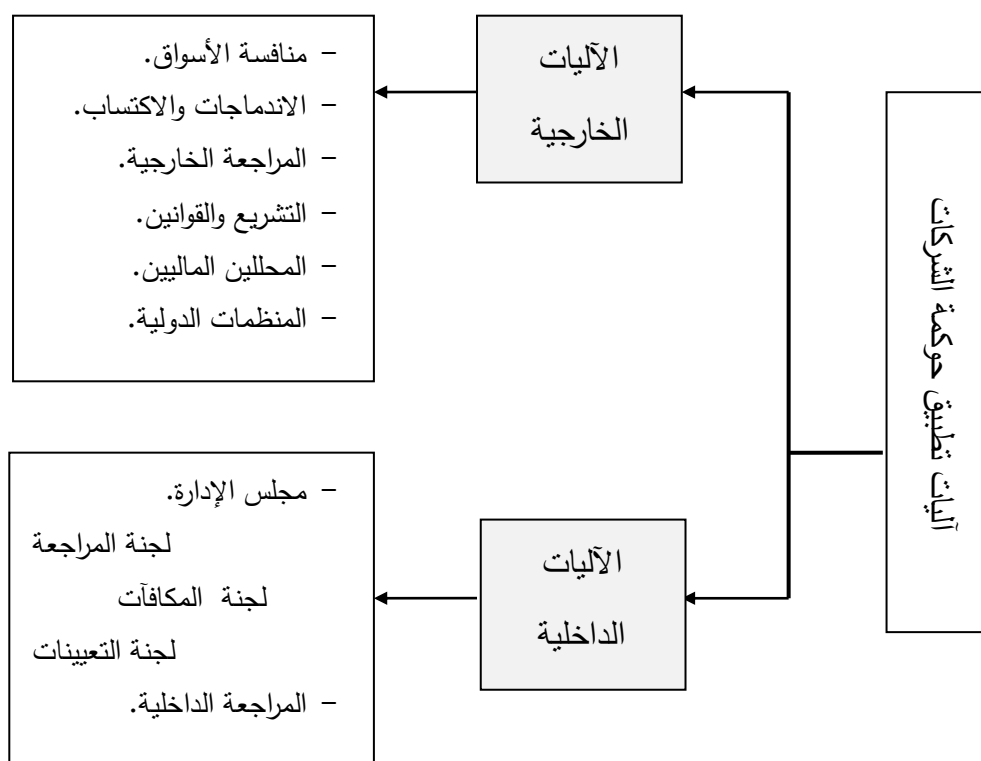 آليات تطبيق حوكمة الشركات
الآليات
الخارجية
- منافسة الأسواق.
- الاندماجات والاكتساب.
- المراجعة الخارجية.
- التشريع والقوانين.
- المحللين الماليين.
- المنظمات الدولية.
الآليات
الداخلية
- مجلس الإدارة.
لجنة المراجعة
لجنة المكافآت
لجنة التعيينات
- المراجعة الداخلية.